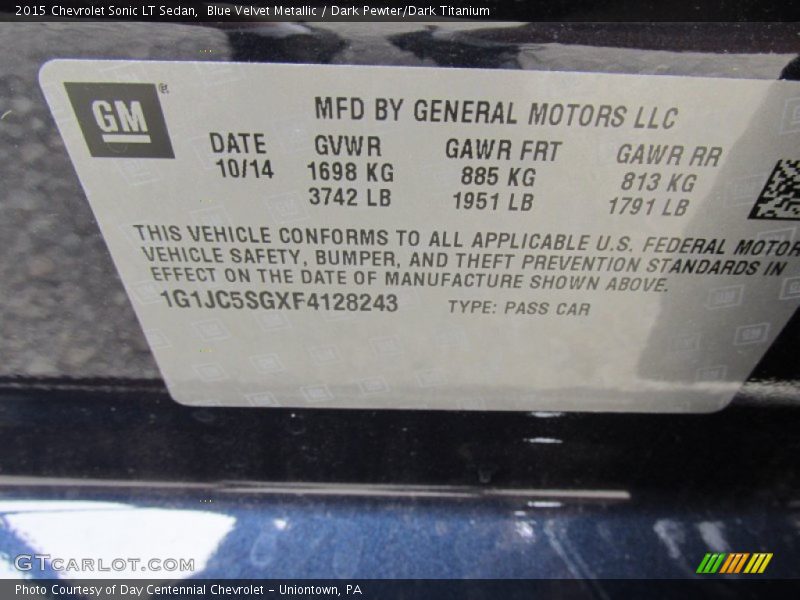 2015 Chevrolet Sonic LT Sedan, Blue Velvet Metallic / Dark Pewter/Dark Titanium
GM®
MFD BY GENERAL MOTORS LLC
DATE GVWR GAWR FRT GAWR RR
10/14 1698 KG 885 KG 813 KG
3742 LB 1951 LB 1791 LB
THIS VEHICLE CONFORMS TO ALL APPLICABLE U.S. FEDERAL MOTOR
VEHICLE SAFETY, BUMPER, AND THEFT PREVENTION STANDARDS IN
EFFECT ON THE DATE OF MANUFACTURE SHOWN ABOVE.
1G1JC5SGXF4128243 TYPE: PASS CAR
GTCARLOT.COM
Photo Courtesy of Day Centennial Chevrolet - Uniontown, PA